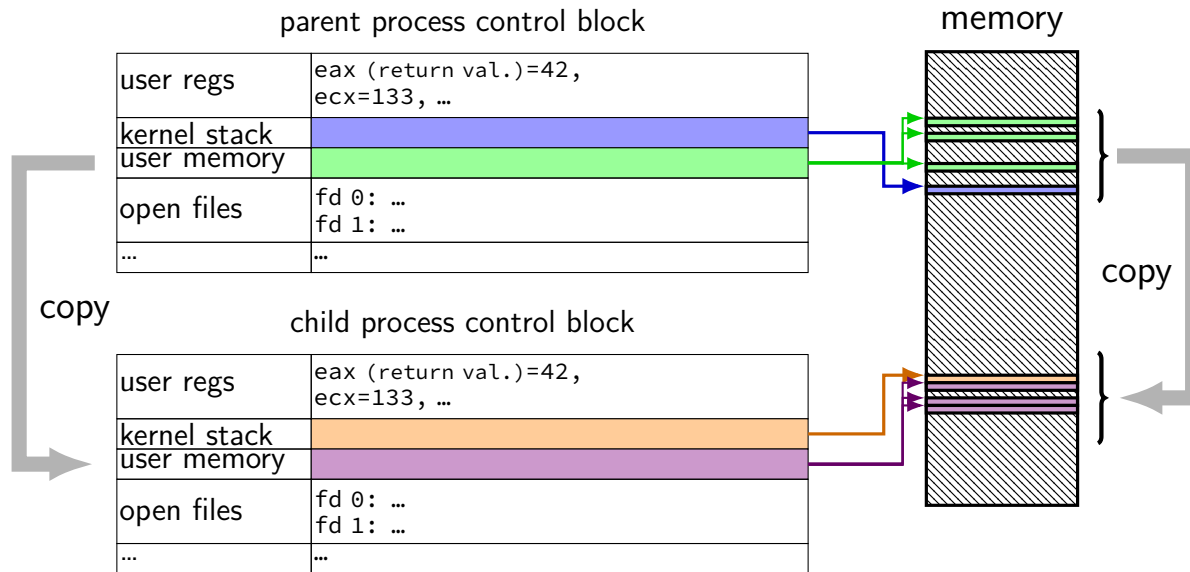 parent process control block
memory
user regs
eax (return val.)=42,
ecx=133, …
kernel stack
user memory
open files
fd 0: …
fd 1: …
…
…
copy
copy
child process control block
user regs
eax (return val.)=42,
ecx=133, …
kernel stack
user memory
open files
fd 0: …
fd 1: …
…
…